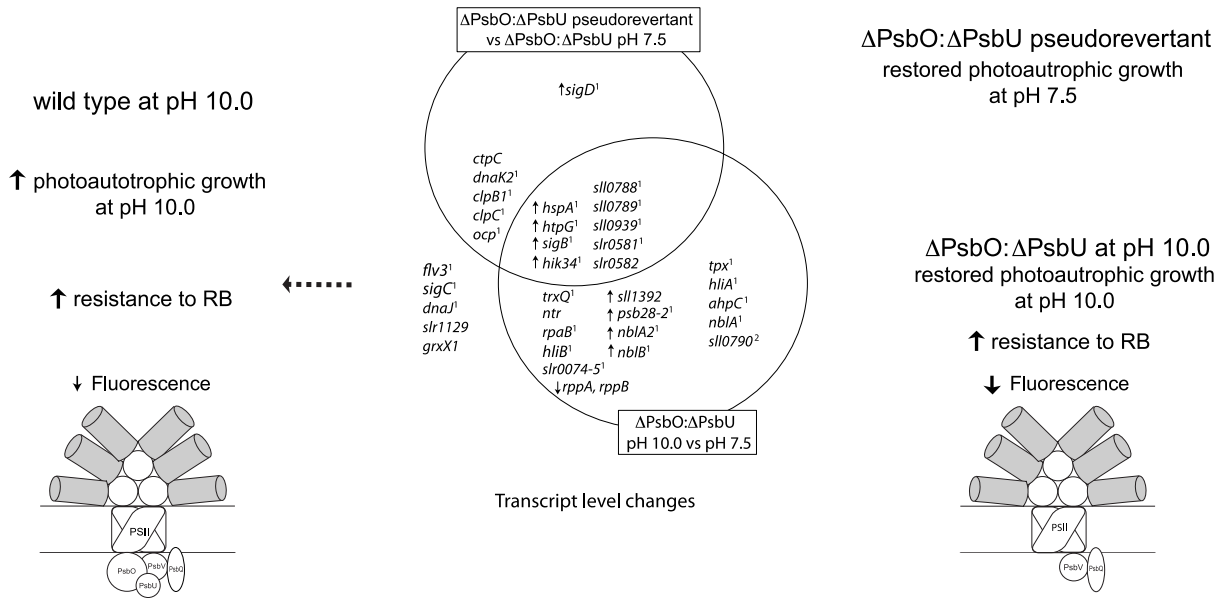 ΔPsbO:ΔPsbU pseudorevertant
vs ΔPsbO:ΔPsbU pH 7.5
↑sigD¹
ctpC
dnaK2¹
clpB1¹
clpC¹
ocp¹
↑ hspA¹
↑ htpG¹
↑ sigB¹
↑ hik34¹
sll0788¹
sll0789¹
sll0939¹
slr0581¹
slr0582
flv3¹
sigC¹
dnaJ¹
slr1129
grxX1
trxQ¹
ntr
rpaB¹
hliB¹
slr0074-5¹
↓rppA, rppB
↑ sll1392
↑ psb28-2¹
↑ nblA2¹
↑ nblB¹
tpx¹
hliA¹
ahpC¹
nblA¹
sll0790²
ΔPsbO:ΔPsbU
pH 10.0 vs pH 7.5
Transcript level changes
wild type at pH 10.0
↑ photoautotrophic growth
at pH 10.0
↑ resistance to RB
↓ Fluorescence
PSII
PsbO
PsbV
PsbQ
PsbU
ΔPsbO:ΔPsbU pseudorevertant
restored photoautrophic growth
at pH 7.5
ΔPsbO:ΔPsbU at pH 10.0
restored photoautrophic growth
at pH 10.0
↑ resistance to RB
↓ Fluorescence
PSII
PsbV
PsbQ